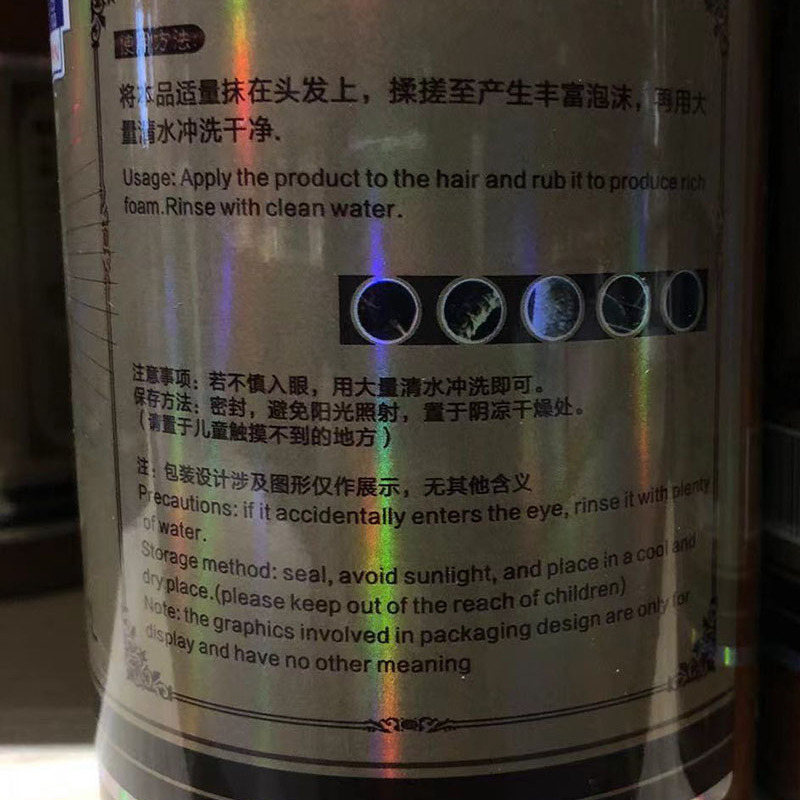 使用方法
将本品适量抹在头发上，揉搓至产生丰富泡沫，再用大
量清水冲洗干净.
Usage: Apply the product to the hair and rub it to produce rich
foam.Rinse with clean water.
注意事项：若不慎入眼，用大量清水冲洗即可。
保存方法：密封，避免阳光照射，置于阴凉干燥处。
（请置于儿童触摸不到的地方）
注：包装设计涉及图形仅作展示，无其他含义
Precautions: if it accidentally enters the eye, rinse it with plenty
of water.
Storage method: seal, avoid sunlight, and place in a cool and
dry place.(please keep out of the reach of children)
Note: the graphics involved in packaging design are only for
display and have no other meaning